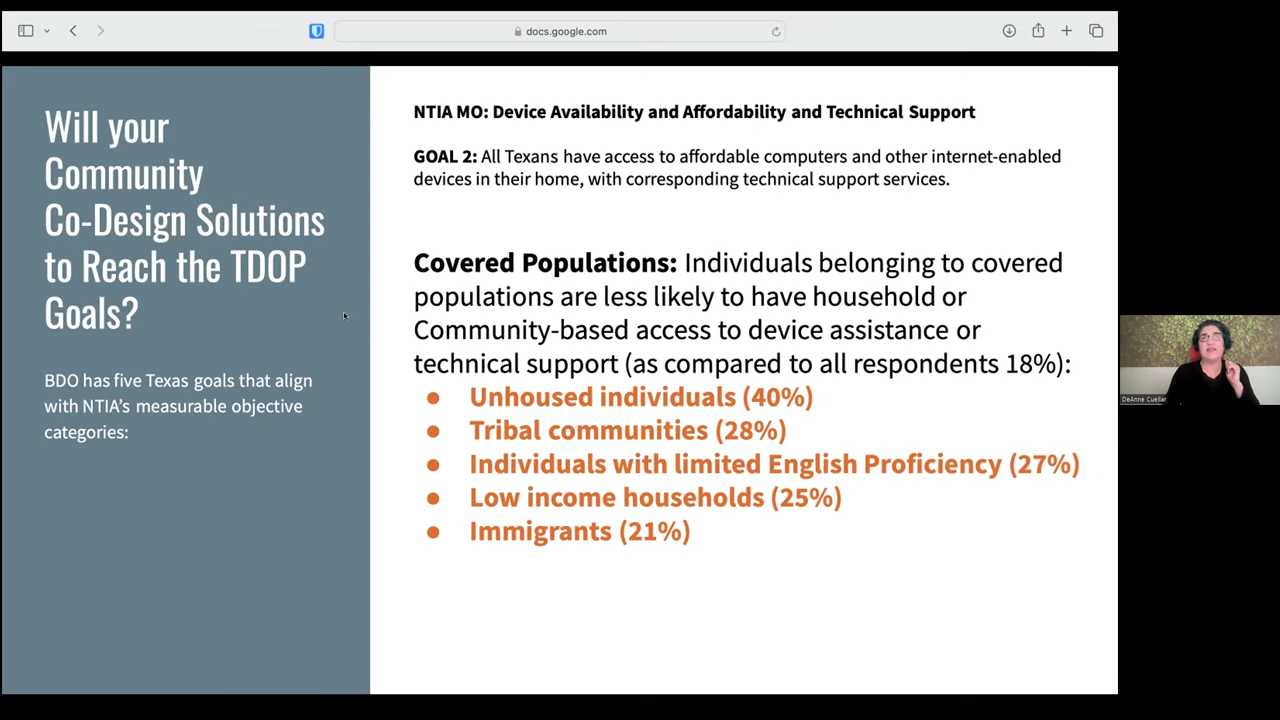 docs.google.com
Will your
Community
Co-Design Solutions
to Reach the TDOP
Goals?
BDO has five Texas goals that align
with NTIA's measurable objective
categories:
NTIA MO: Device Availability and Affordability and Technical Support
GOAL 2: All Texans have access to affordable computers and other internet-enabled
devices in their home, with corresponding technical support services.
Covered Populations: Individuals belonging to covered
populations are less likely to have household or
Community-based access to device assistance or
technical support (as compared to all respondents 18%):
● Unhoused individuals (40%)
● Tribal communities (28%)
● Individuals with limited English Proficiency (27%)
● Low income households (25%)
● Immigrants (21%)
DeAnne Cuellar